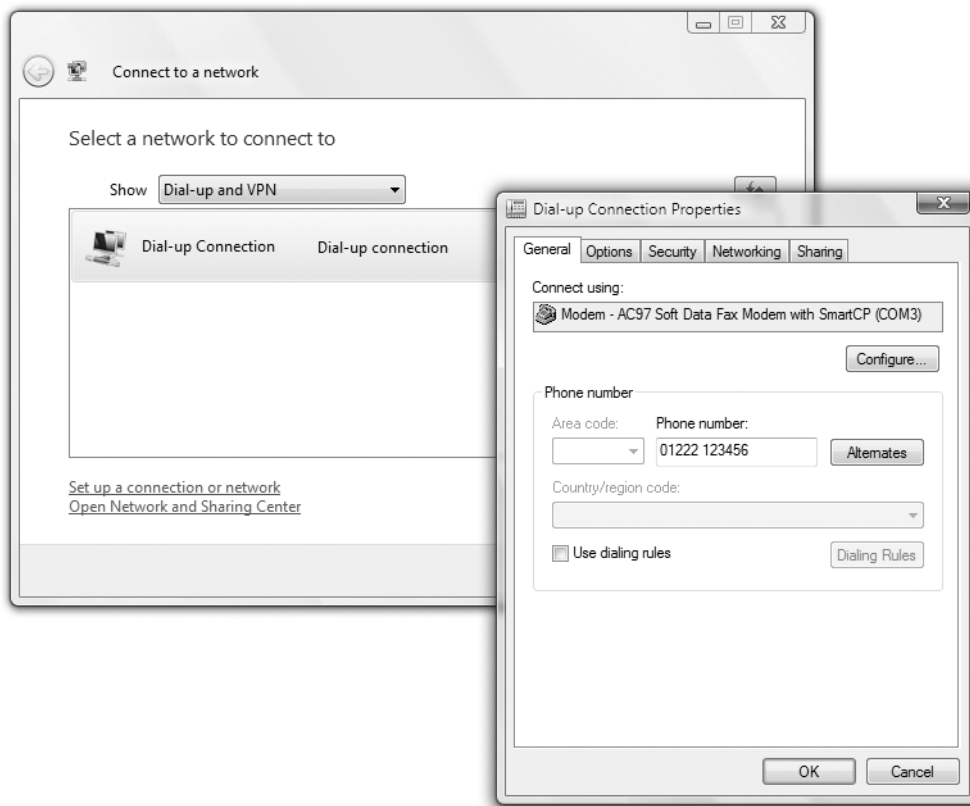 Connect to a network
Select a network to connect to
Show Dial-up and VPN
Dial-up Connection Dial-up connection
Set up a connection or network
Open Network and Sharing Center
Dial-up Connection Properties
General Options Security Networking Sharing
Connect using:
Modem - AC97 Soft Data Fax Modem with SmartCP (COM3)
Configure...
Phone number
Area code: Phone number:
01222 123456 Alternates
Country/region code:
Use dialing rules Dialing Rules
OK Cancel